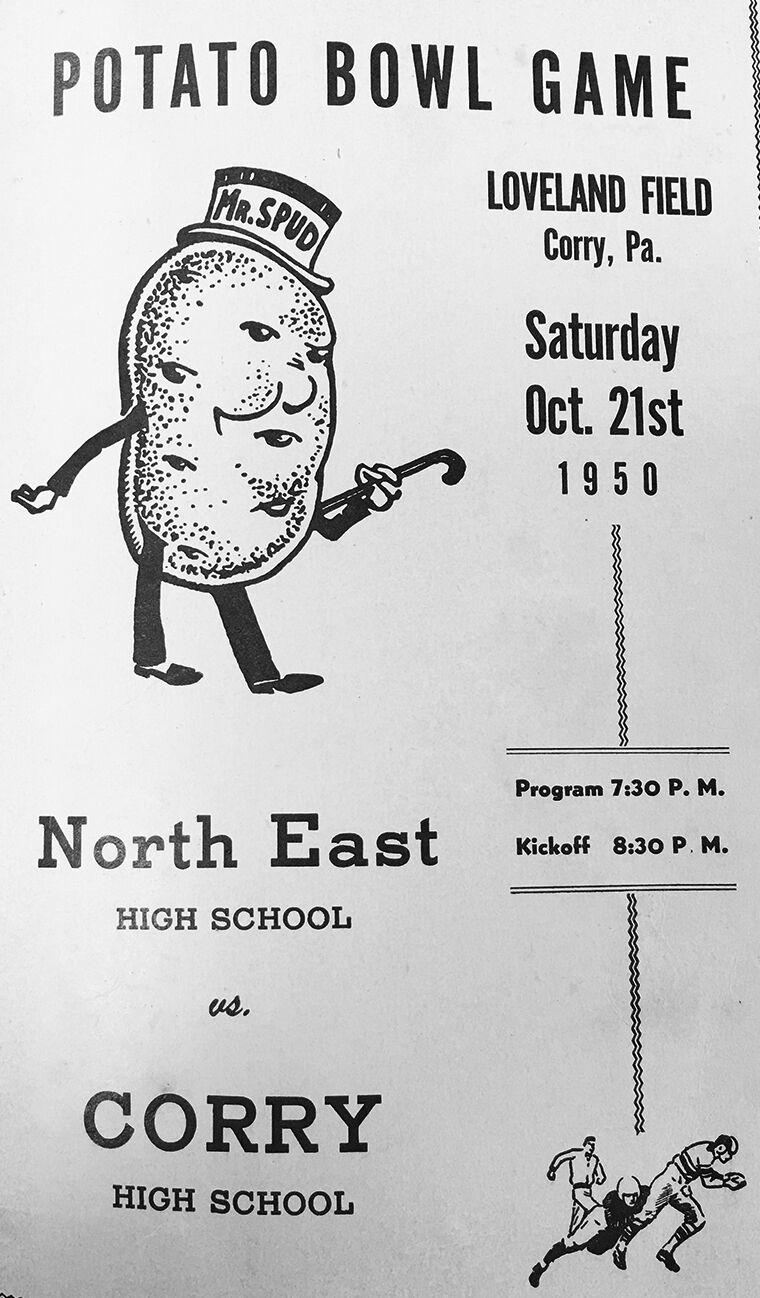 POTATO BOWL GAME
MR. SPUD
LOVELAND FIELD
Corry, Pa.
Saturday
Oct. 21st
1950
Program 7:30 P. M.
Kickoff 8:30 P. M.
North East
HIGH SCHOOL
vs.
CORRY
HIGH SCHOOL